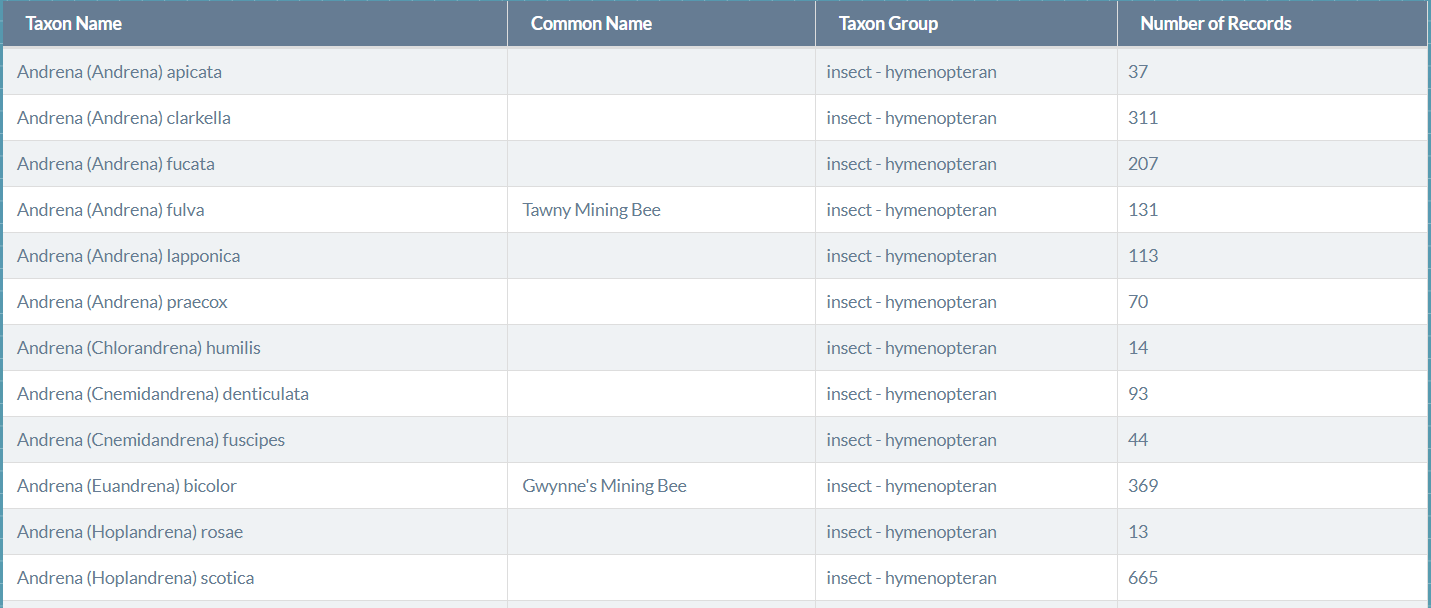 Taxon Name Common Name Taxon Group Number of Records
Andrena (Andrena) apicata insect - hymenopteran 37
Andrena (Andrena) clarkella insect - hymenopteran 311
Andrena (Andrena) fucata insect - hymenopteran 207
Andrena (Andrena) fulva Tawny Mining Bee insect - hymenopteran 131
Andrena (Andrena) lapponica insect - hymenopteran 113
Andrena (Andrena) praecox insect - hymenopteran 70
Andrena (Chlorandrena) humilis insect - hymenopteran 14
Andrena (Cnemidandrena) denticulata insect - hymenopteran 93
Andrena (Cnemidandrena) fuscipes insect - hymenopteran 44
Andrena (Euandrena) bicolor Gwynne's Mining Bee insect - hymenopteran 369
Andrena (Hoplandrena) rosae insect - hymenopteran 13
Andrena (Hoplandrena) scotica insect - hymenopteran 665